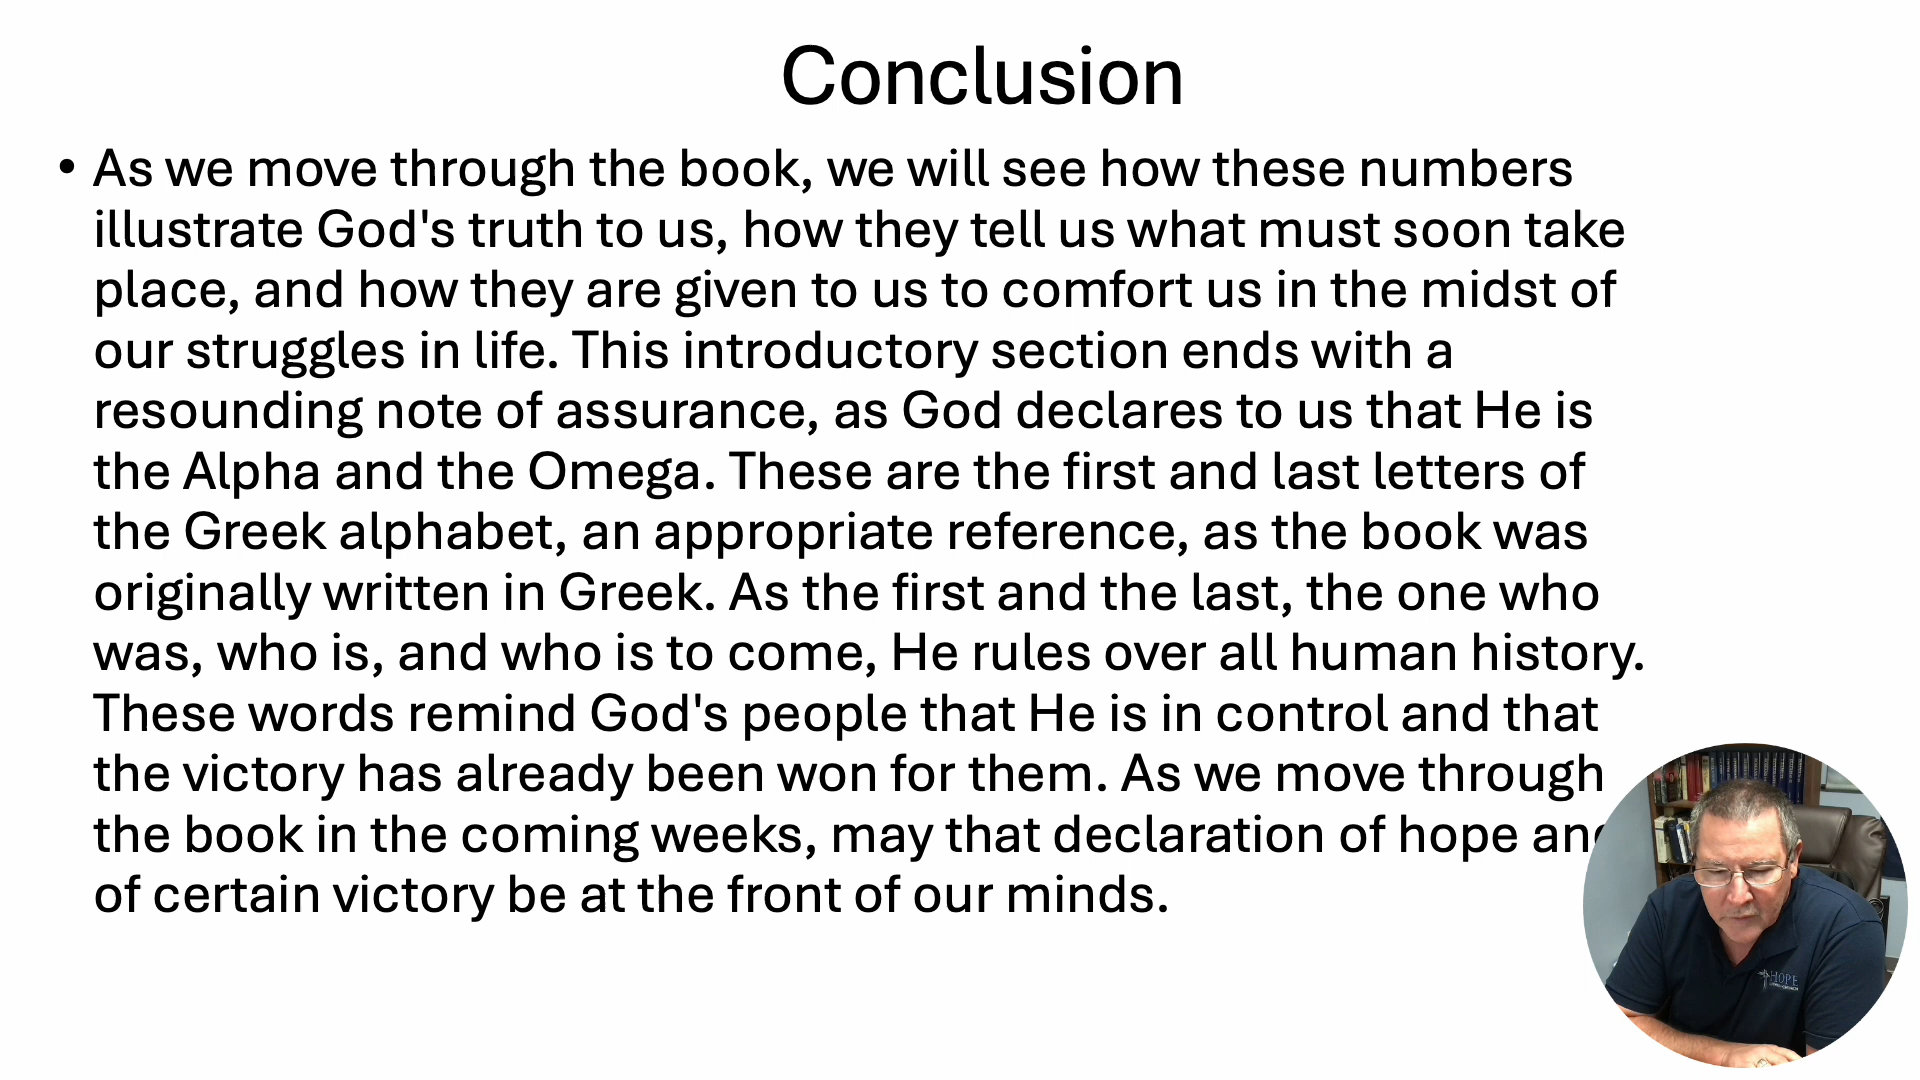 Conclusion
• As we move through the book, we will see how these numbers
illustrate God's truth to us, how they tell us what must soon take
place, and how they are given to us to comfort us in the midst of
our struggles in life. This introductory section ends with a
resounding note of assurance, as God declares to us that He is
the Alpha and the Omega. These are the first and last letters of
the Greek alphabet, an appropriate reference, as the book was
originally written in Greek. As the first and the last, the one who
was, who is, and who is to come, He rules over all human history.
These words remind God's people that He is in control and that
the victory has already been won for them. As we move through
the book in the coming weeks, may that declaration of hope and
of certain victory be at the front of our minds.
HOPE